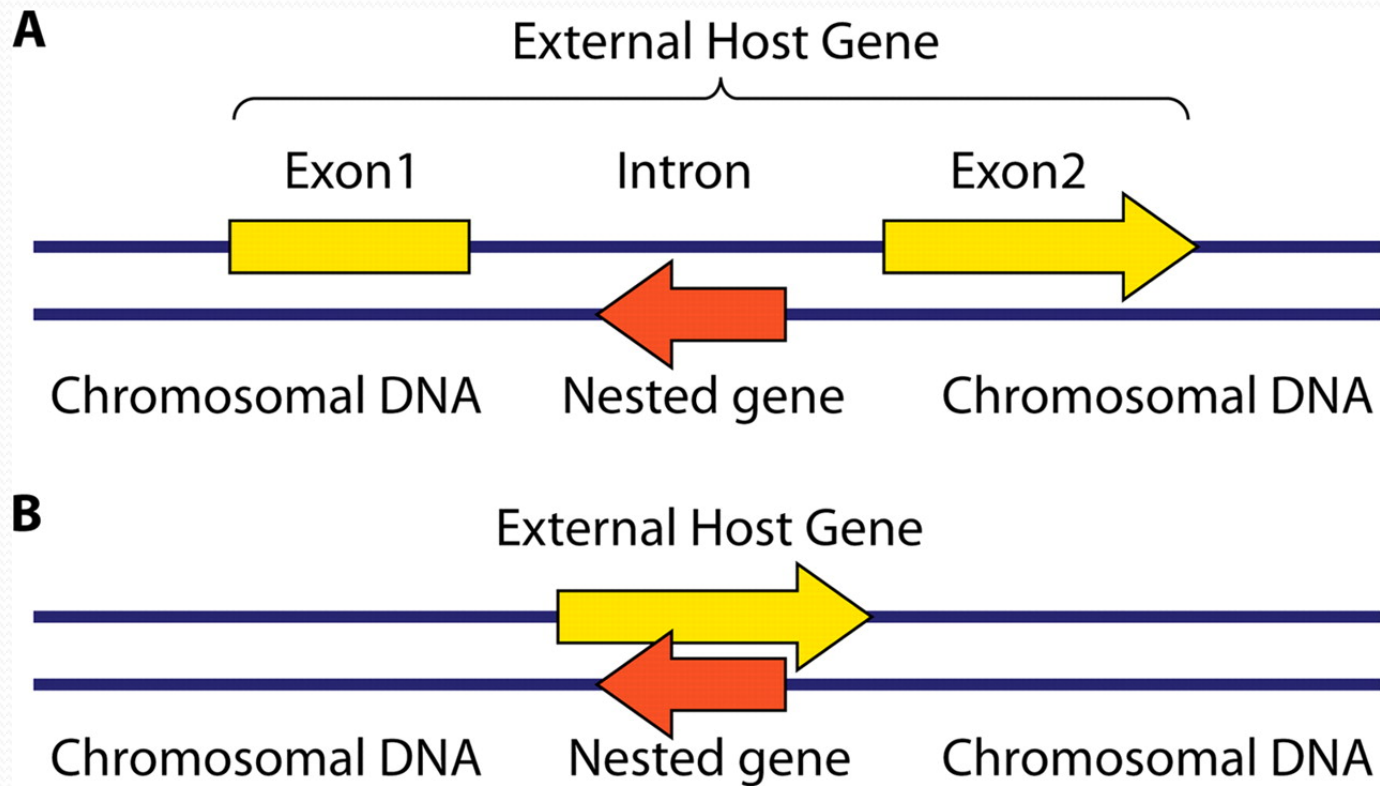 A
External Host Gene
Exon1 Intron Exon2
Chromosomal DNA Nested gene Chromosomal DNA
B
External Host Gene
Chromosomal DNA Nested gene Chromosomal DNA